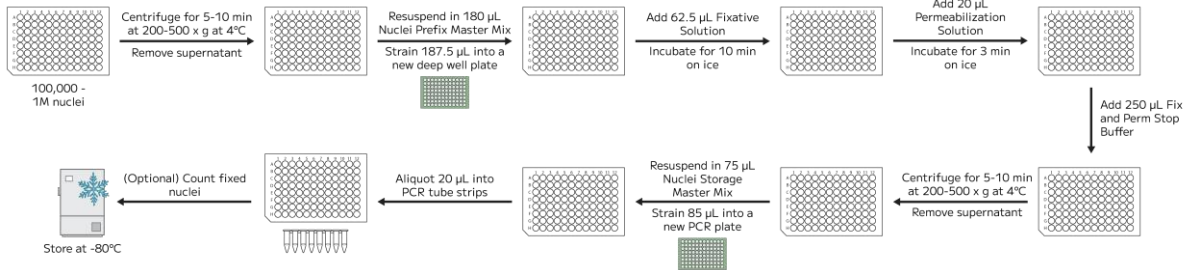 Centrifuge for 5-10 min
at 200-500 x g at 4°C
Remove supernatant
100,000 -
1M nuclei
Resuspend in 180 µL
Nuclei Prefix Master Mix
Strain 187.5 µL into a
new deep well plate
Add 62.5 µL Fixative
Solution
Incubate for 10 min
on ice
Add 20 µL
Permeabilization
Solution
Incubate for 3 min
on ice
Add 250 µL Fix
and Perm Stop
Buffer
Centrifuge for 5-10 min
at 200-500 x g at 4°C
Remove supernatant
Resuspend in 75 µL
Nuclei Storage
Master Mix
Strain 85 µL into a
new PCR plate
Aliquot 20 µL into
PCR tube strips
(Optional) Count fixed
nuclei
Store at -80°C